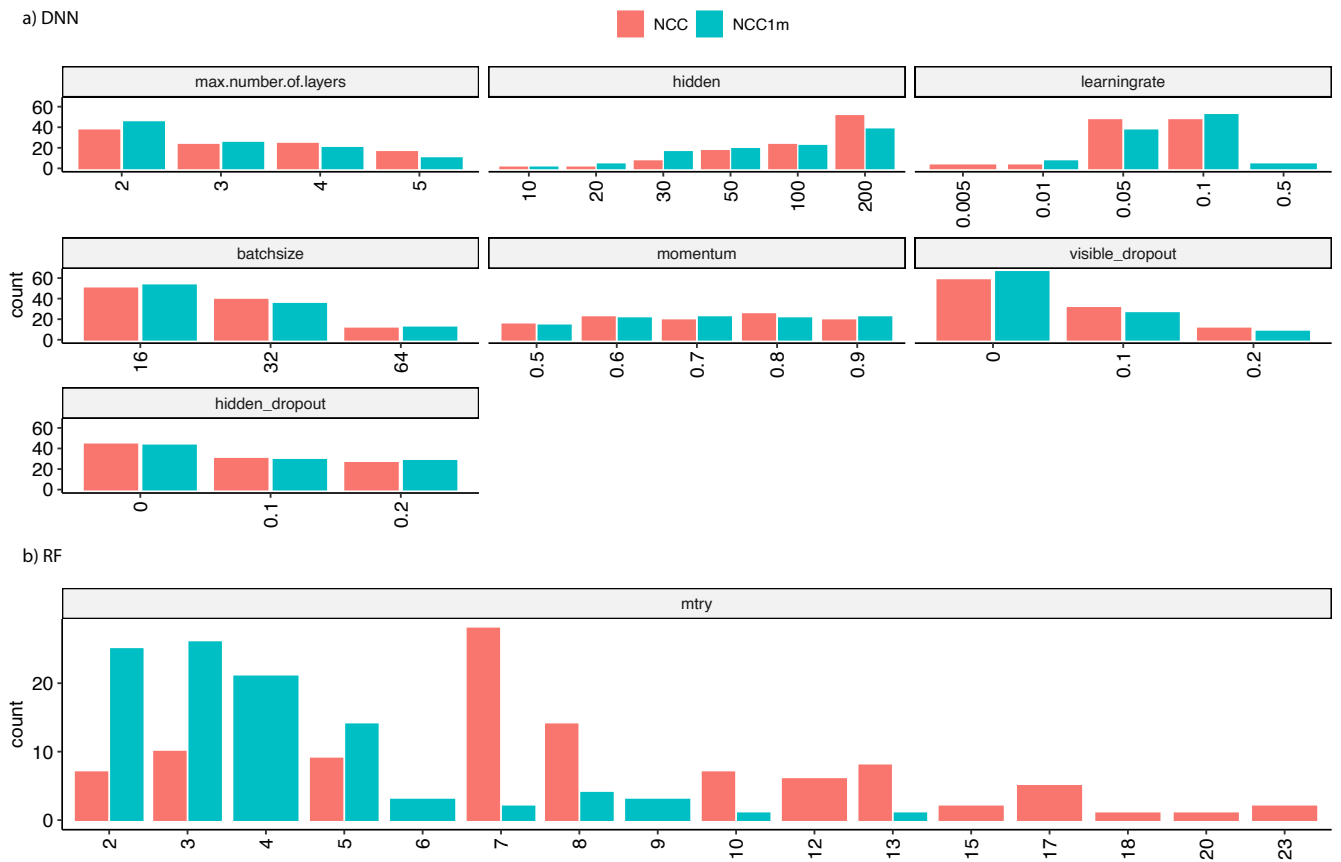 a) DNN
NCC NCC1m
max.number.of.layers hidden learningrate
60
40
20
0
2 3 4 5
10 20 30 50 100 200
0.005 0.01 0.05 0.1 0.5
batchsize momentum visible_dropout
count
60
40
20
0
16 32 64
0.5 0.6 0.7 0.8 0.9
0 0.1 0.2
hidden_dropout
60
40
20
0
0 0.1 0.2
b) RF
mtry
count
20
10
0
2 3 4 5 6 7 8 9 10 12 13 15 17 18 20 23